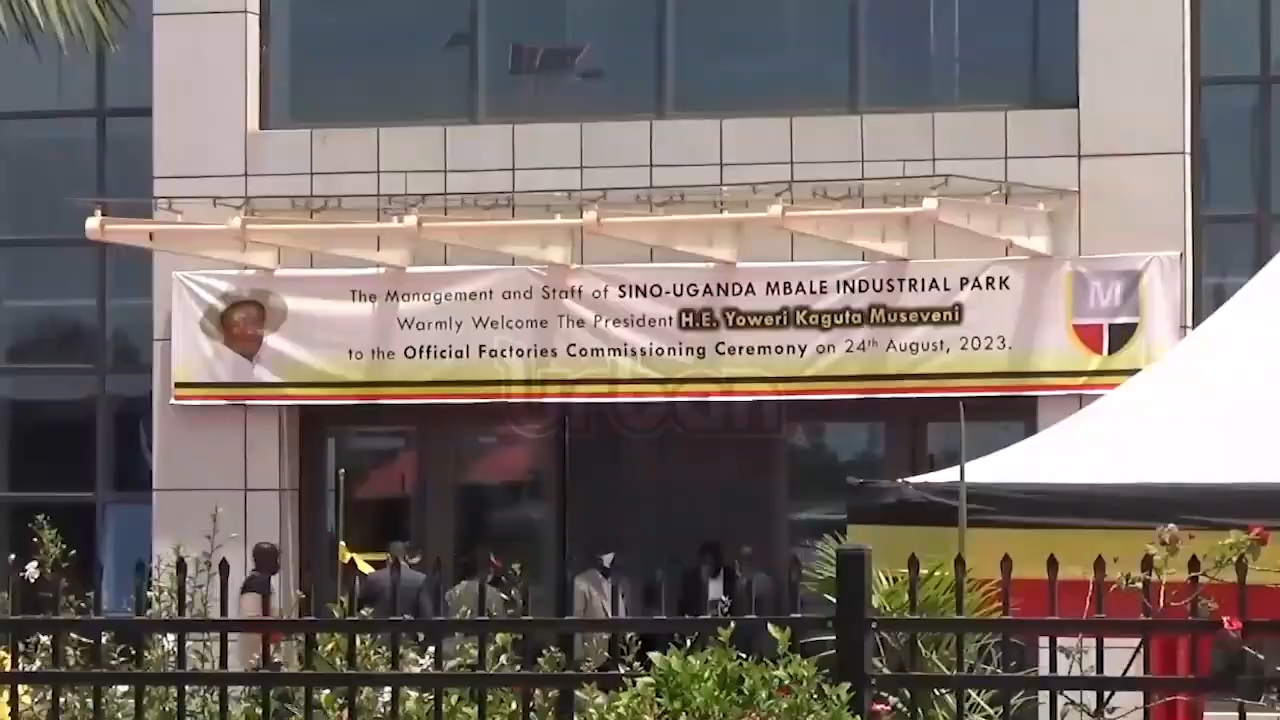 The Management and Staff of SINO-UGANDA MBALE INDUSTRIAL PARK
Warmly Welcome The President H.E. Yoweri Kaguta Museveni
to the Official Factories Commissioning Ceremony on 24th August, 2023.
M
Urban